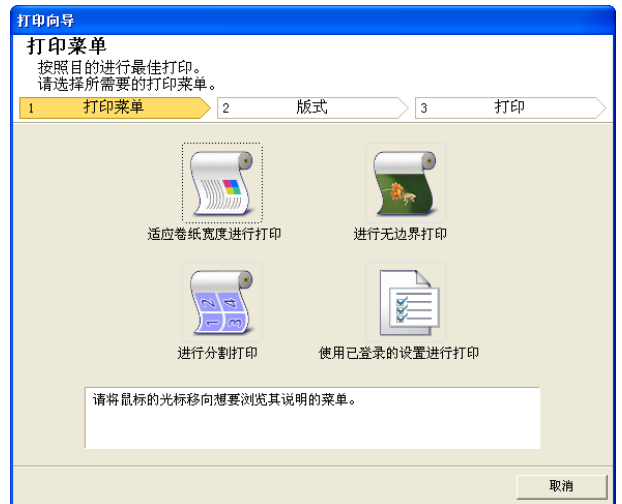 打印向导
打印菜单
按照目的进行最佳打印。
请选择所需要的打印菜单。
1 打印菜单 2 版式 3 打印
适应卷纸宽度进行打印 进行无边界打印
2 4
1 3
进行分割打印 使用已登录的设置进行打印
请将鼠标的光标移向想要浏览其说明的菜单。
取消